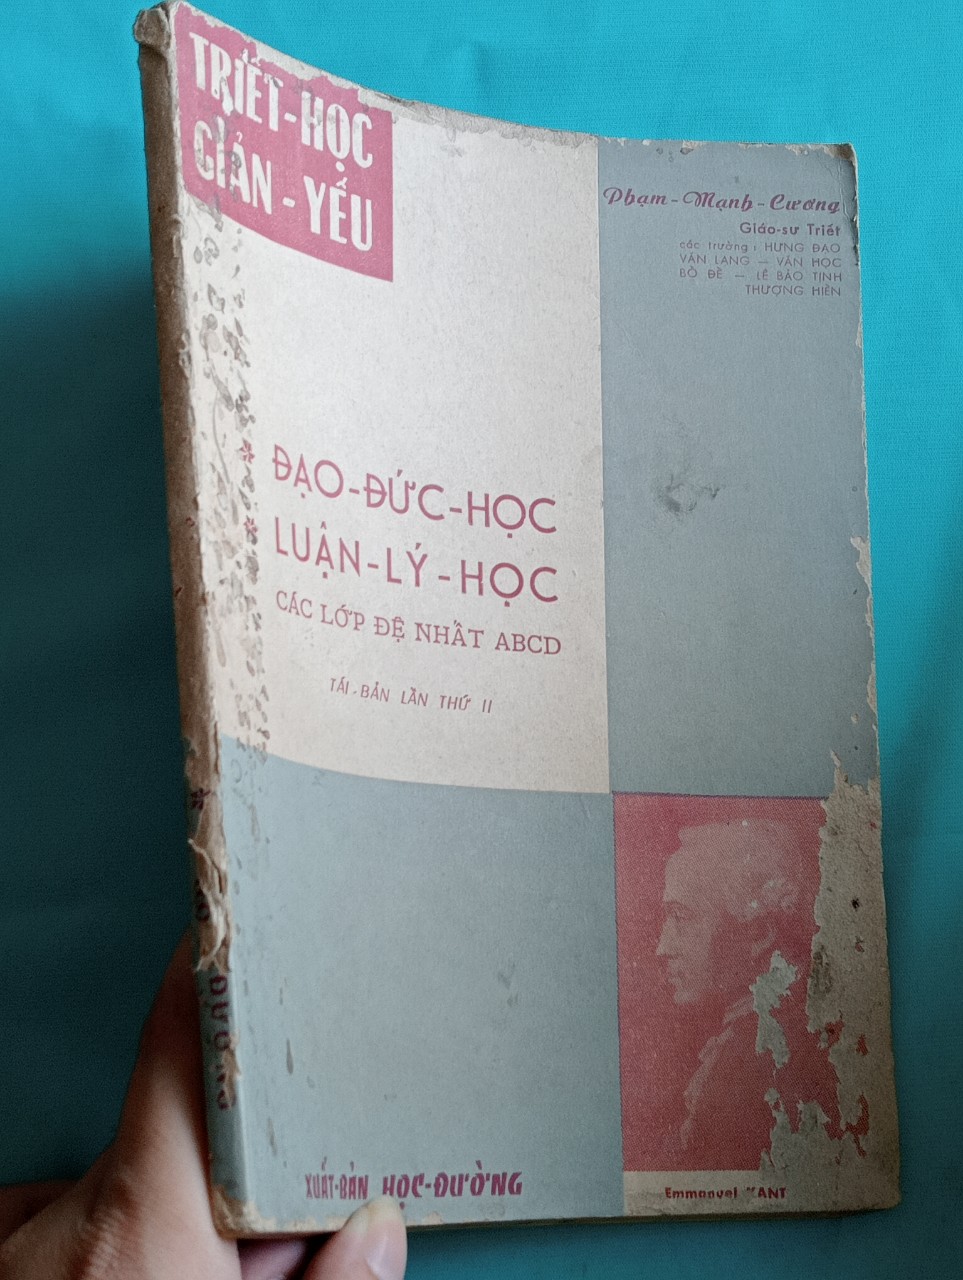 TRIẾT-HỌC
GIẢN-YẾU
Phạm-Mạnh-Cương
Giáo-sư Triết
các trường: HƯNG ĐẠO
VĂN LANG — VĂN HỌC
BỒ ĐỀ — LÊ BẢO TỊNH
THƯỢNG HIỀN
ĐẠO-ĐỨC-HỌC
LUẬN-LÝ-HỌC
CÁC LỚP ĐỆ NHẤT ABCD
TÁI-BẢN LẦN THỨ II
XUẤT-BẢN HỌC-ĐƯỜNG
Emmanuel KANT